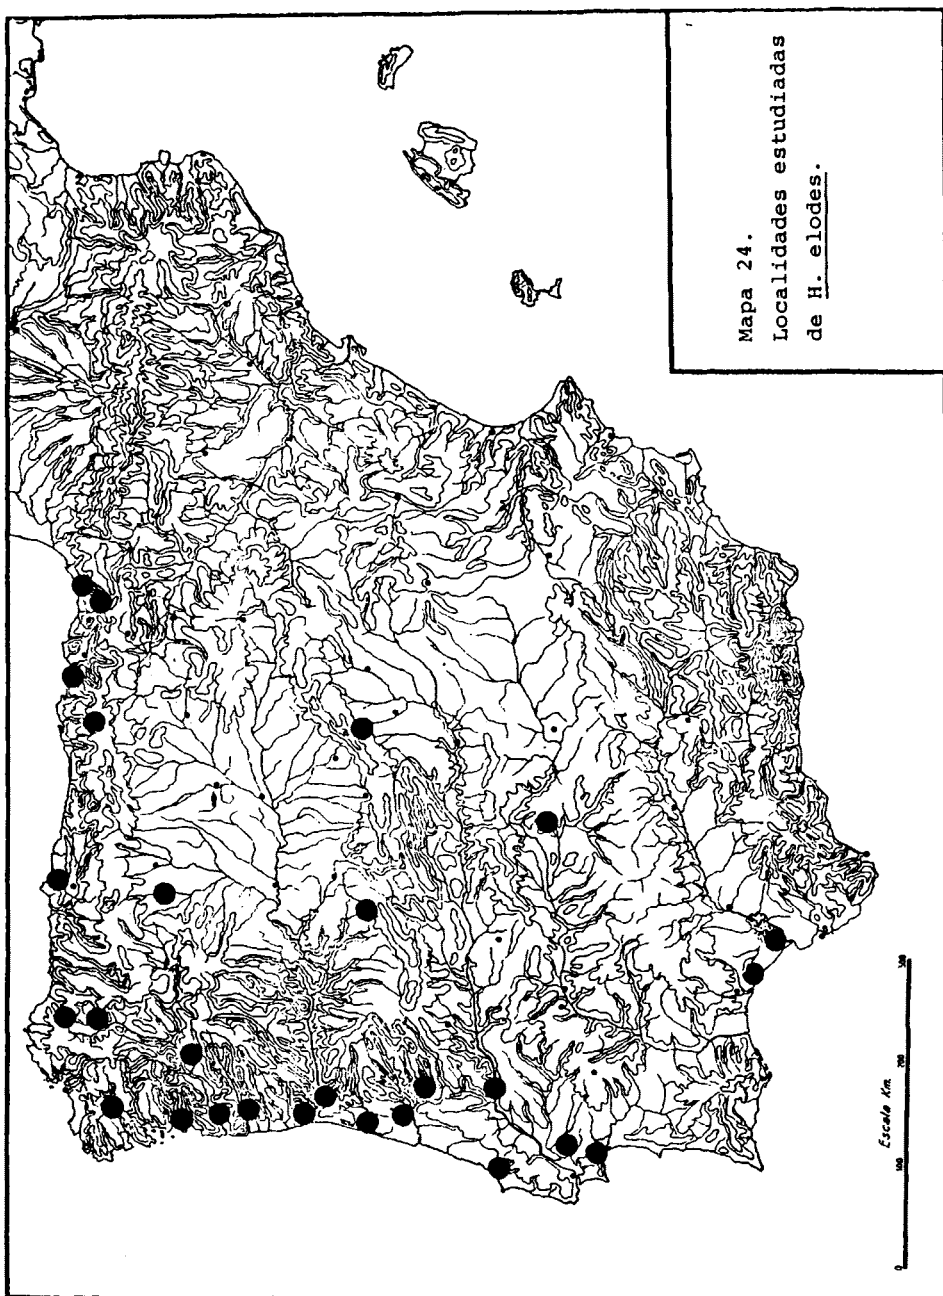 Mapa 24.
Localidades estudiadas
de H. elodes.
Escala Km.
0 100 200 300